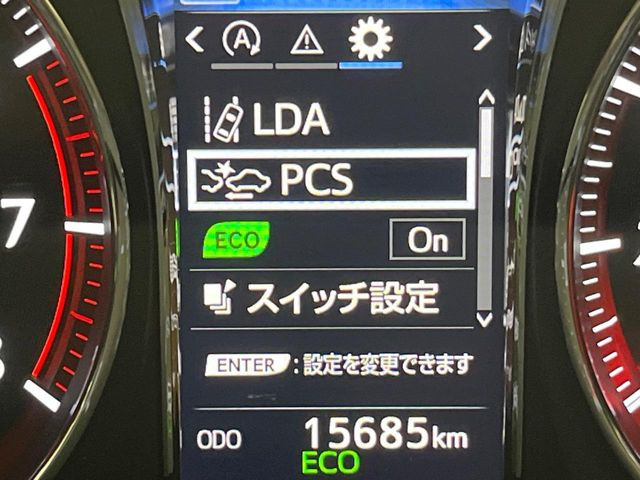 LDA
PCS
ECO On
スイッチ設定
ENTER:設定を変更できます
ODO 15685km
ECO
7